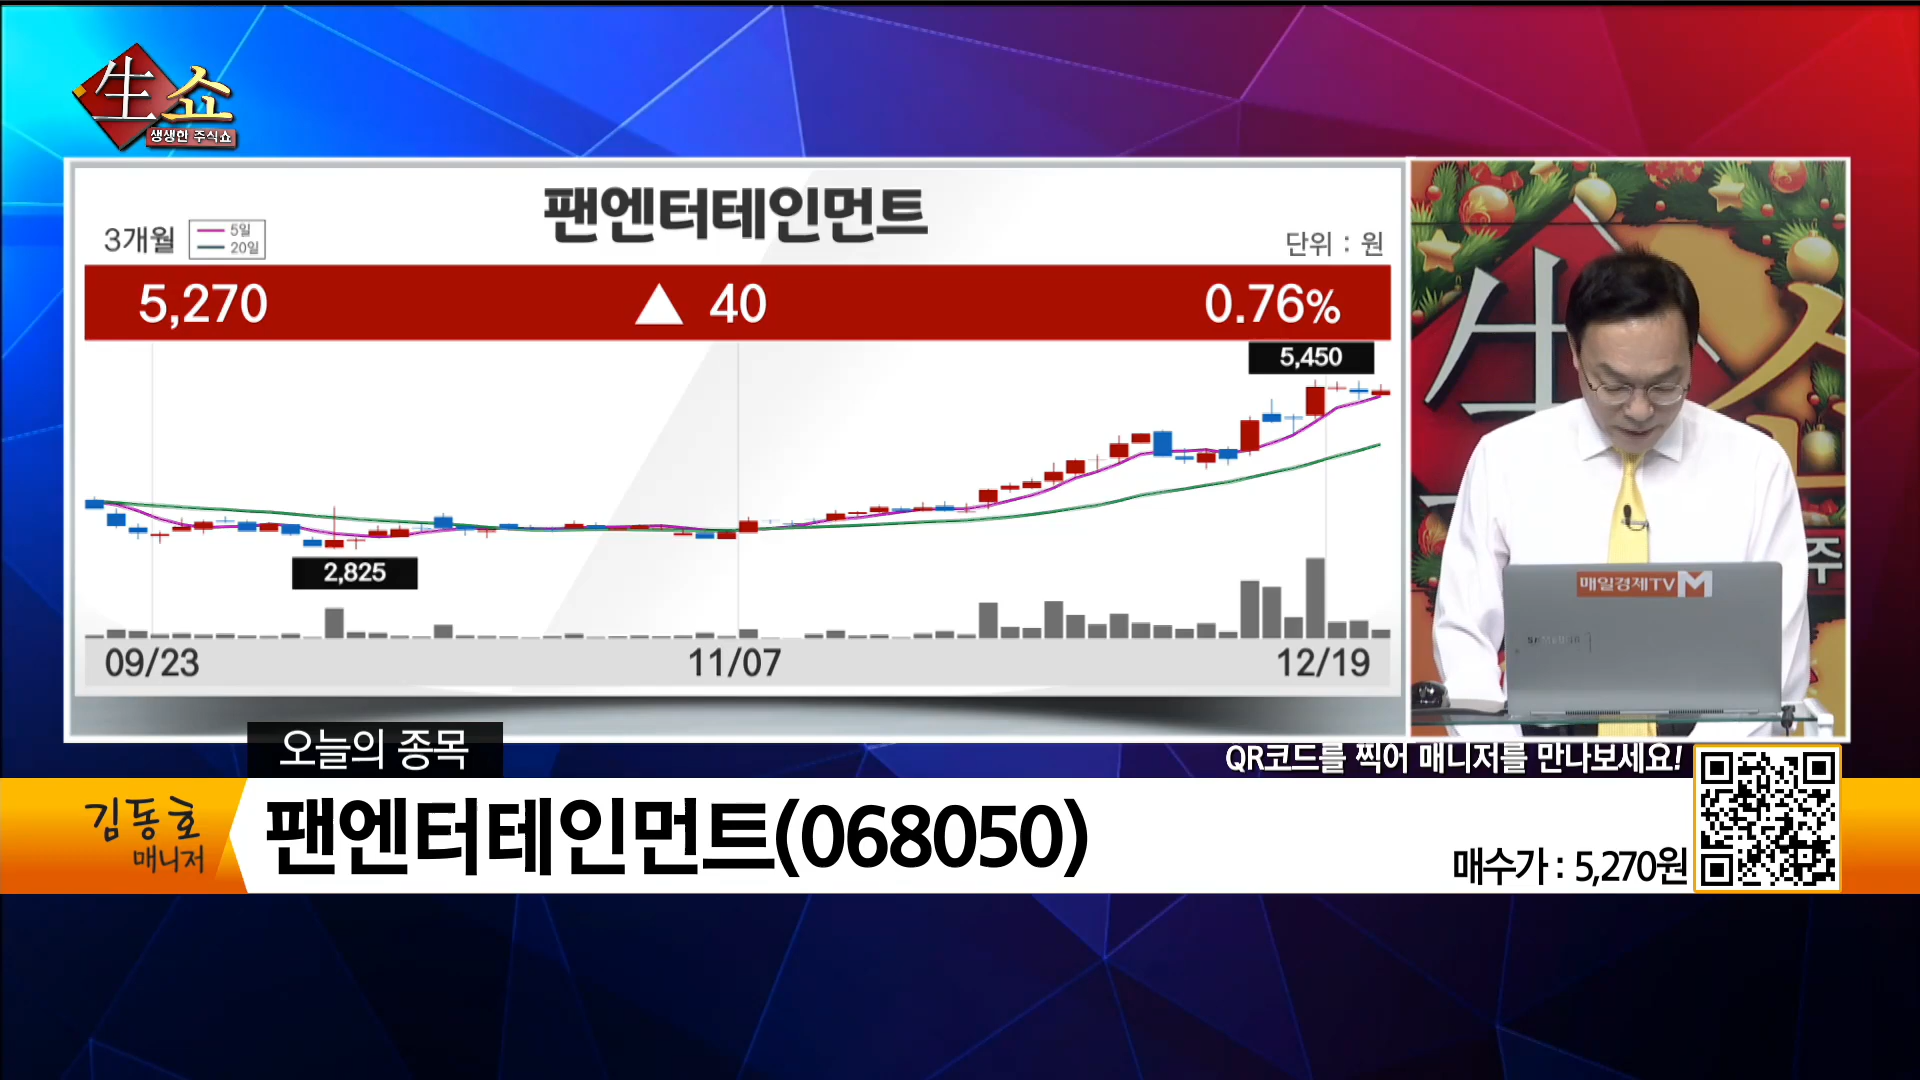 生쇼
생생한 주식쇼
팬엔터테인먼트
3개월
5일
20일
단위 : 원
5,270 ▲ 40 0.76%
5,450
2,825
09/23 11/07 12/19
生쇼
주
매일경제TV M
SAMSUNG
오늘의 종목
QR코드를 찍어 매니저를 만나보세요!
김동호
매니저
팬엔터테인먼트(068050)
매수가 : 5,270원